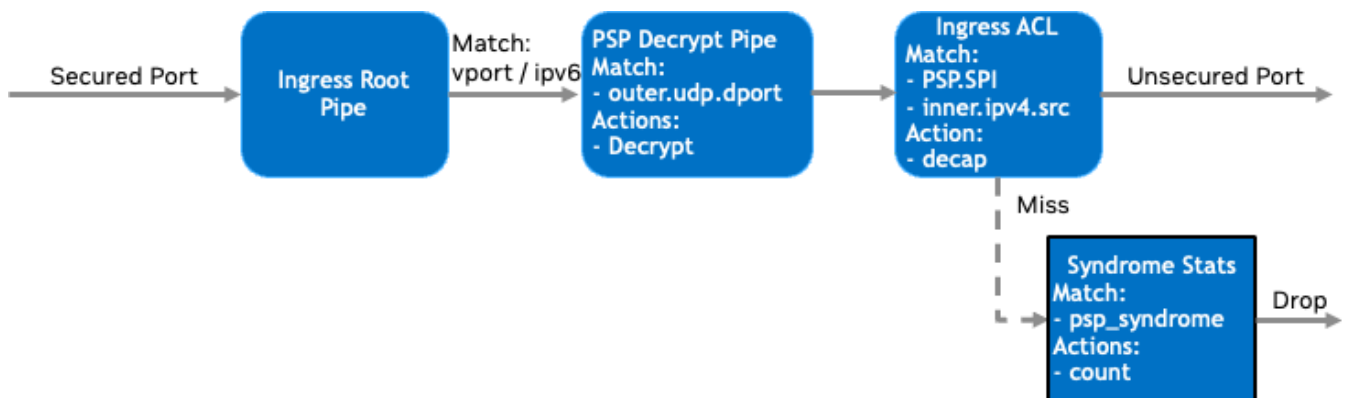 Secured Port
Ingress Root
Pipe
Match:
vport / ipv6
PSP Decrypt Pipe
Match:
- outer.udp.dport
Actions:
- Decrypt
Ingress ACL
Match:
- PSP.SPI
- inner.ipv4.src
Action:
- decap
Unsecured Port
Miss
Syndrome Stats
Match:
- psp_syndrome
Actions:
- count
Drop